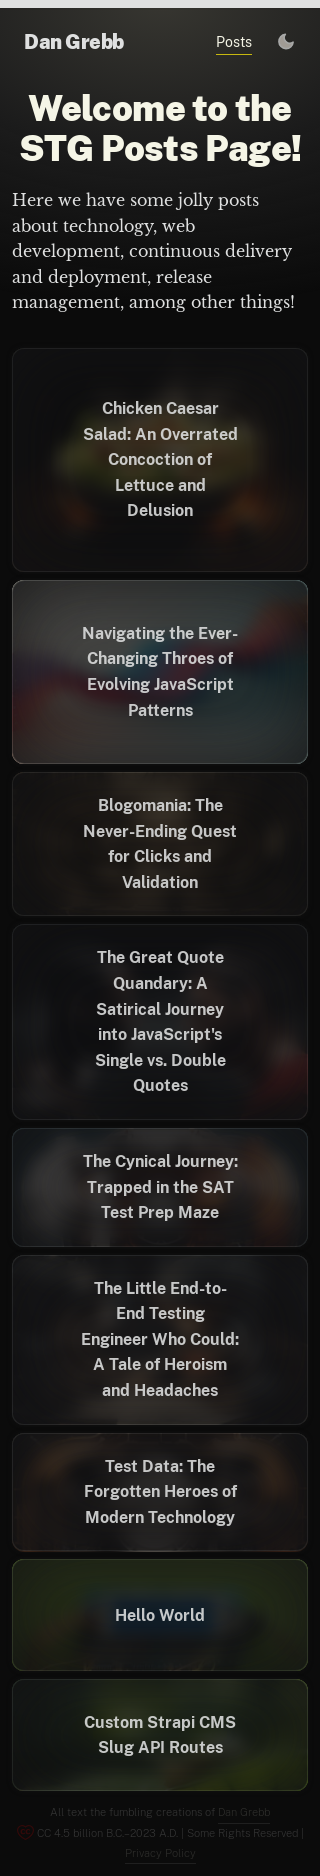 Dan Grebb
Posts
Welcome to the
STG Posts Page!
Here we have some jolly posts
about technology, web
development, continuous delivery
and deployment, release
management, among other things!
Chicken Caesar
Salad: An Overrated
Concoction of
Lettuce and
Delusion
Navigating the Ever-
Changing Throes of
Evolving JavaScript
Patterns
Blogomania: The
Never-Ending Quest
for Clicks and
Validation
The Great Quote
Quandary: A
Satirical Journey
into JavaScript's
Single vs. Double
Quotes
The Cynical Journey:
Trapped in the SAT
Test Prep Maze
The Little End-to-
End Testing
Engineer Who Could:
A Tale of Heroism
and Headaches
Test Data: The
Forgotten Heroes of
Modern Technology
Hello World
Custom Strapi CMS
Slug API Routes
All text the fumbling creations of Dan Grebb
CC 4.5 billion B.C. - 2023 A.D. | Some Rights Reserved |
Privacy Policy